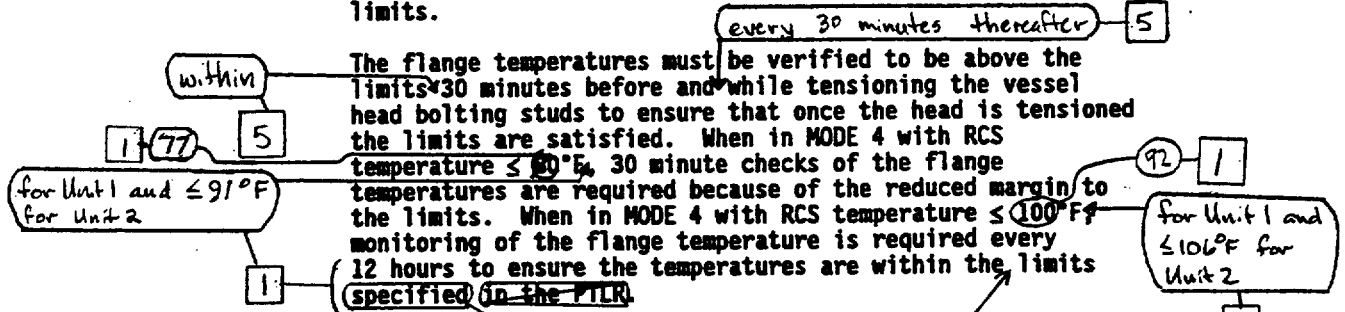 limits.
every 30 minutes thereafter 5
The flange temperatures must be verified to be above the
within
limits 30 minutes before and while tensioning the vessel
head bolting studs to ensure that once the head is tensioned
1 77 5
the limits are satisfied. When in MODE 4 with RCS
temperature ≤ 80°F, 30 minute checks of the flange
92 1
for Unit 1 and ≤91°F
for Unit 2
temperatures are required because of the reduced margin to
the limits. When in MODE 4 with RCS temperature ≤ 100°F,
for Unit 1 and
≤106°F for
Unit 2
monitoring of the flange temperature is required every
12 hours to ensure the temperatures are within the limits
1
specified in the PTLR.